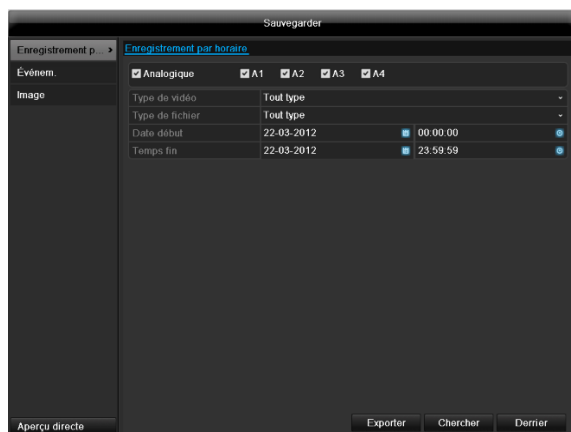 Sauvegarder
Enregistrement p... >
Événem.
Image
Aperçu directe
Enregistrement par horaire
Analogique A1 A2 A3 A4
Type de vidéo Tout type
Type de fichier Tout type
Date début 22-03-2012 00:00:00
Temps fin 22-03-2012 23:59:59
Exporter Chercher Derrier